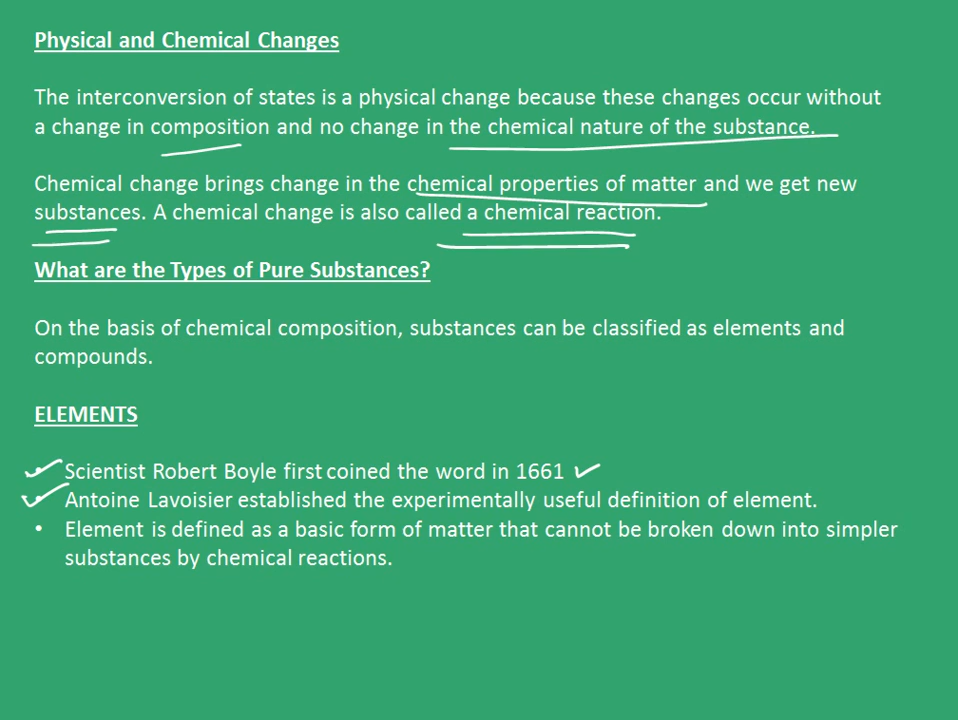 Physical and Chemical Changes
The interconversion of states is a physical change because these changes occur without
a change in composition and no change in the chemical nature of the substance.
Chemical change brings change in the chemical properties of matter and we get new
substances. A chemical change is also called a chemical reaction.
What are the Types of Pure Substances?
On the basis of chemical composition, substances can be classified as elements and
compounds.
ELEMENTS
• Scientist Robert Boyle first coined the word in 1661
• Antoine Lavoisier established the experimentally useful definition of element.
• Element is defined as a basic form of matter that cannot be broken down into simpler
substances by chemical reactions.